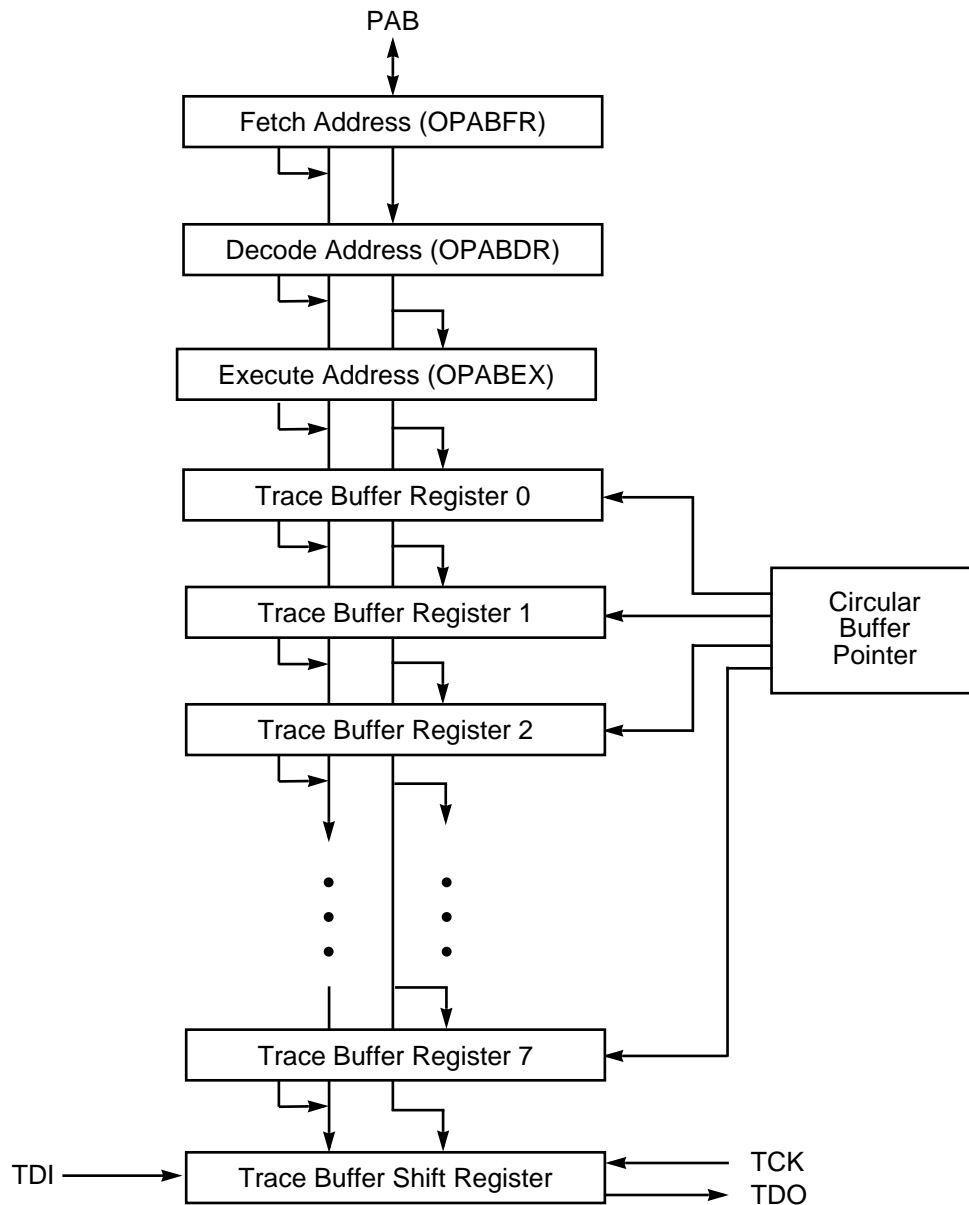 PAB
Fetch Address (OPABFR)
Decode Address (OPABDR)
Execute Address (OPABEX)
Trace Buffer Register 0
Trace Buffer Register 1
Circular
Buffer
Pointer
Trace Buffer Register 2
Trace Buffer Register 7
TDI
Trace Buffer Shift Register
TCK
TDO